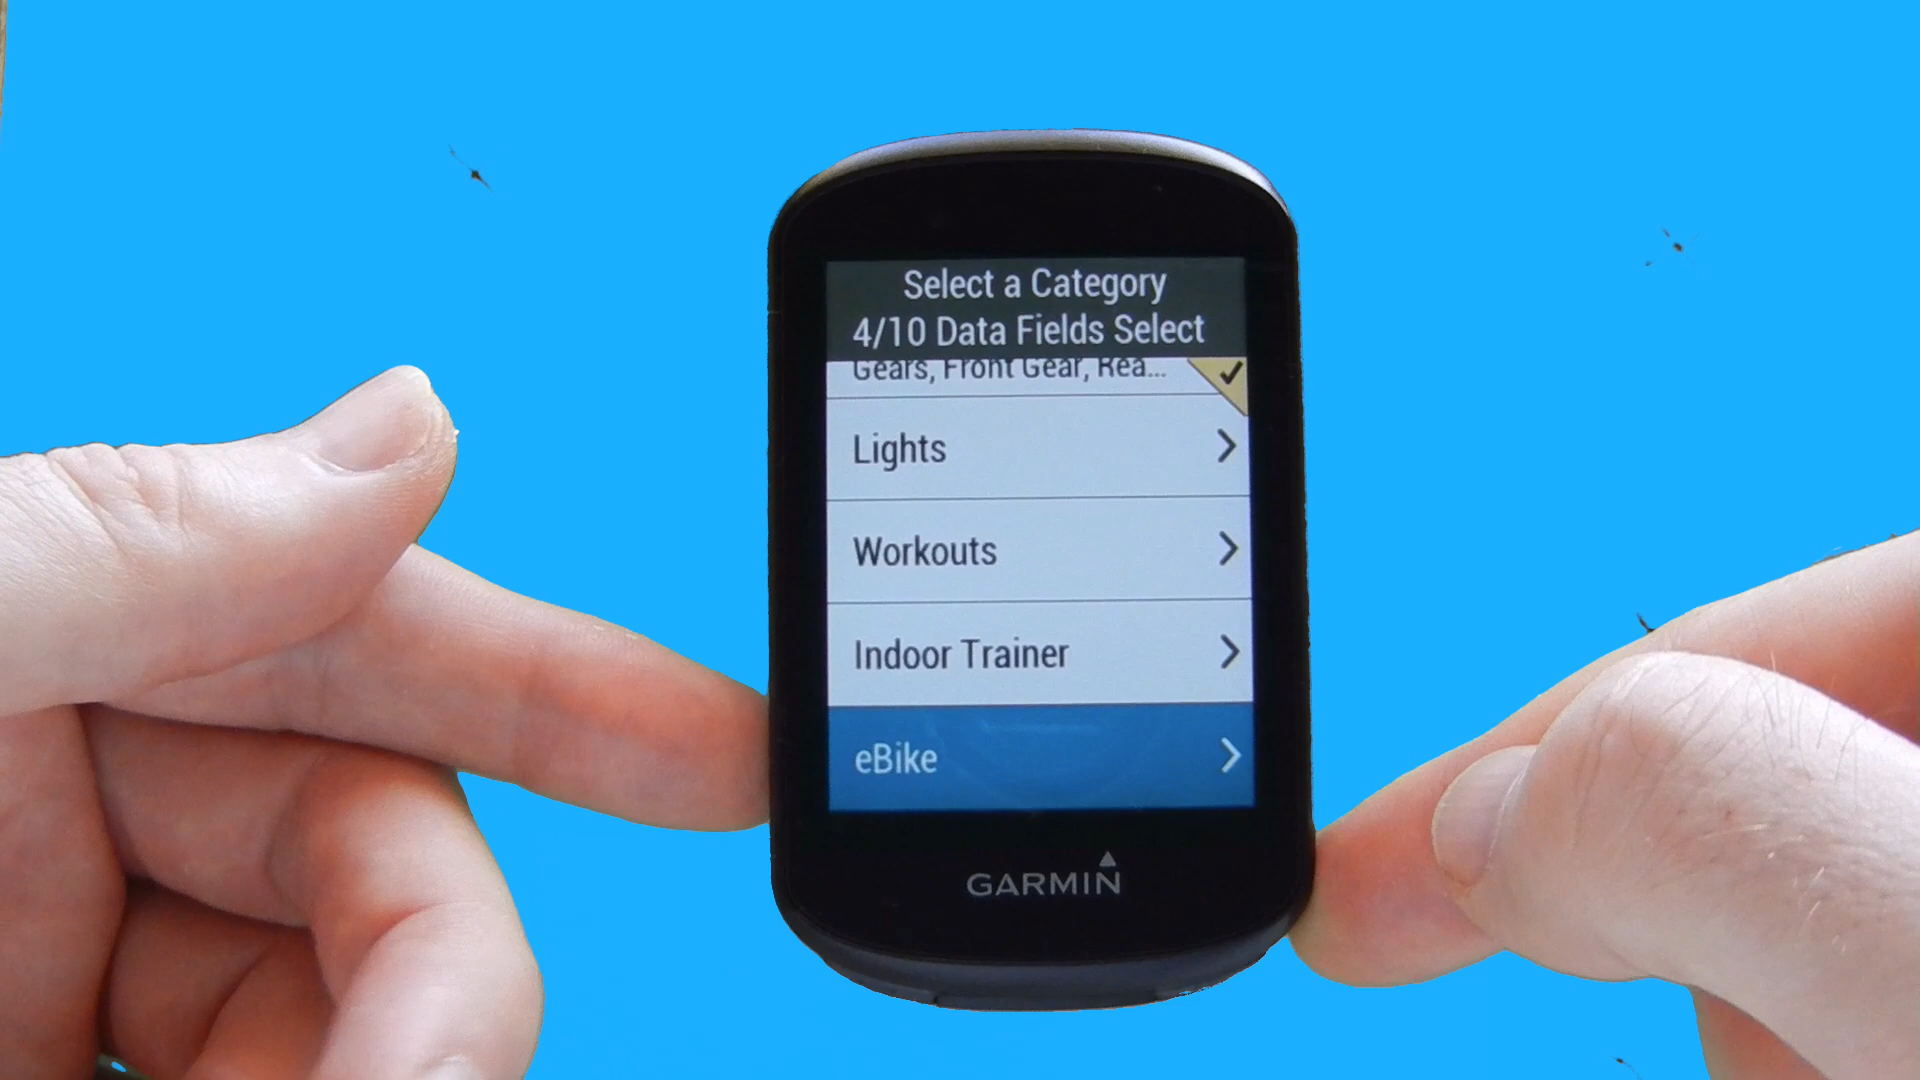 Select a Category
4/10 Data Fields Select
Gears, Front Gear, Rea...
Lights
Workouts
Indoor Trainer
eBike
GARMIN